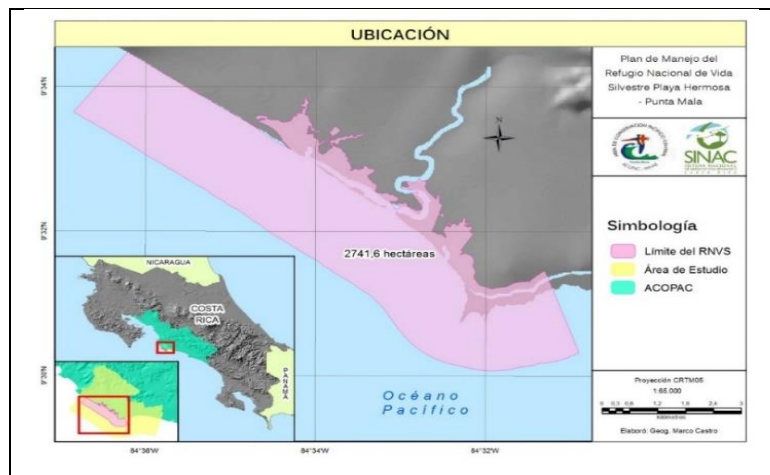 UBICACIÓN
Plan de Manejo del
Refugio Nacional de Vida
Silvestre Playa Hermosa
- Punta Mala
SINAC
Simbología
Límite del RNVS
Área de Estudio
ACOPAC
Proyección CRTM05
1:65.000
Elaboró: Geog. Marco Castro
9°34'N
9°32'N
9°30'N
N
2741,6 hectáreas
NICARAGUA
COSTA
RICA
PANAMA
Océano
Pacífico
84°36'W
84°34'W
84°32'W